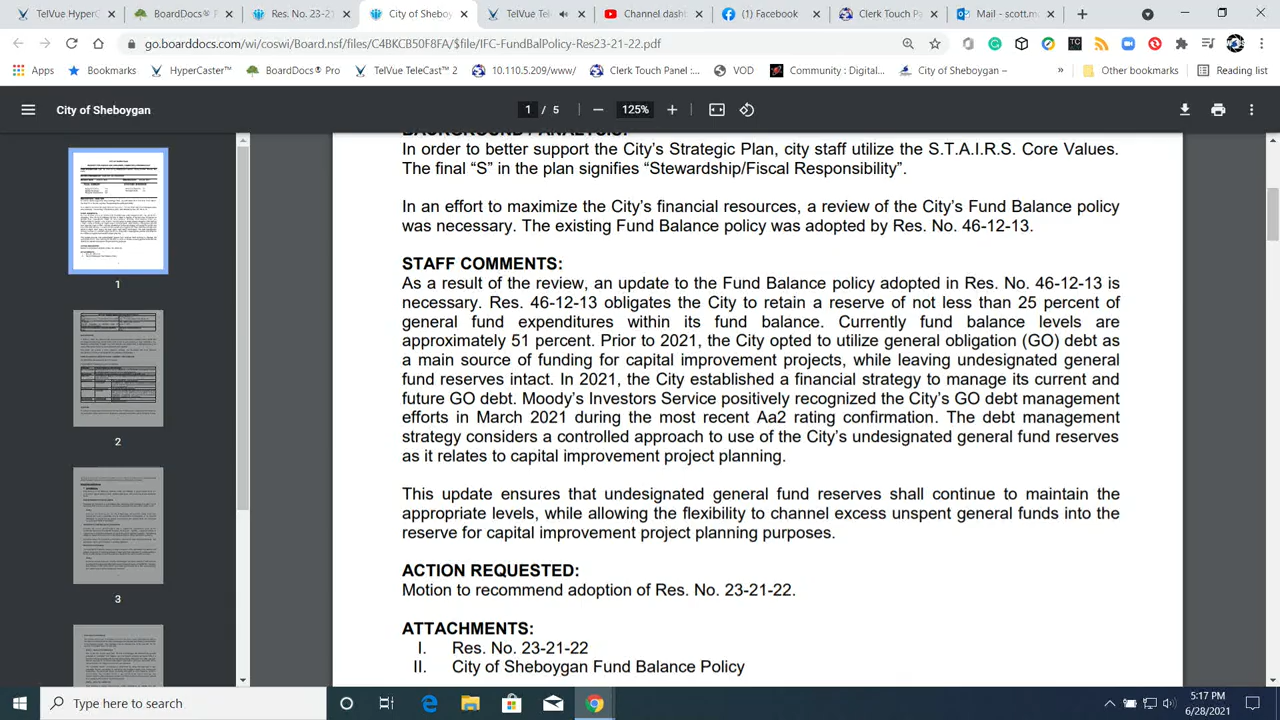 TelVue HyperC
BoardDocs® P
Res. No. 23-21
City of Sheboy
TelVue Tel
Channel dash
(1) Facebook
Clerk Touch Pa
Mail - scott.m
go.boarddocs.com/wi/coswi/board.nsf/files/C4BKCB50F8FA/$file/IFC-FundBalPolicy-Res23-21-22.pdf
Apps
Bookmarks
HyperCaster™
BoardDocs® Pro
TelVue TeleCast™ 2
10.110.5.209/www/
Clerk Touch Panel :...
VOD
Community : Digital...
City of Sheboygan –
»
Other bookmarks
Reading list
City of Sheboygan
1 / 5
125%
BACKGROUND / ANALYSIS:
In order to better support the City's Strategic Plan, city staff utilize the S.T.A.I.R.S. Core Values.
The final "S" in the plan signifies "Stewardship/Fiscal Responsibility".
In an effort to maximize the City's financial resources, a review of the City's Fund Balance policy
was necessary. The existing Fund Balance policy was adopted by Res. No. 46-12-13.
STAFF COMMENTS:
As a result of the review, an update to the Fund Balance policy adopted in Res. No. 46-12-13 is
necessary. Res. 46-12-13 obligates the City to retain a reserve of not less than 25 percent of
general fund expenditures within its fund balance. Currently fund balance levels are
approximately 51 percent. Prior to 2021, the City opted to utilize general obligation (GO) debt as
a main source of funding for capital improvement projects, while leaving undesignated general
fund reserves intact. In 2021, the City established a financial strategy to manage its current and
future GO debt. Moody's Investors Service positively recognized the City's GO debt management
efforts in March 2021 during the most recent Aa2 rating confirmation. The debt management
strategy considers a controlled approach to use of the City's undesignated general fund reserves
as it relates to capital improvement project planning.
This update ensures that undesignated general fund reserves shall continue to maintain the
appropriate levels while allowing the flexibility to channel excess unspent general funds into the
reserve for capital improvement project planning purposes.
ACTION REQUESTED:
Motion to recommend adoption of Res. No. 23-21-22.
ATTACHMENTS:
I. Res. No. 23-21-22
II. City of Sheboygan Fund Balance Policy
1
2
3
Type here to search
5:17 PM
6/28/2021